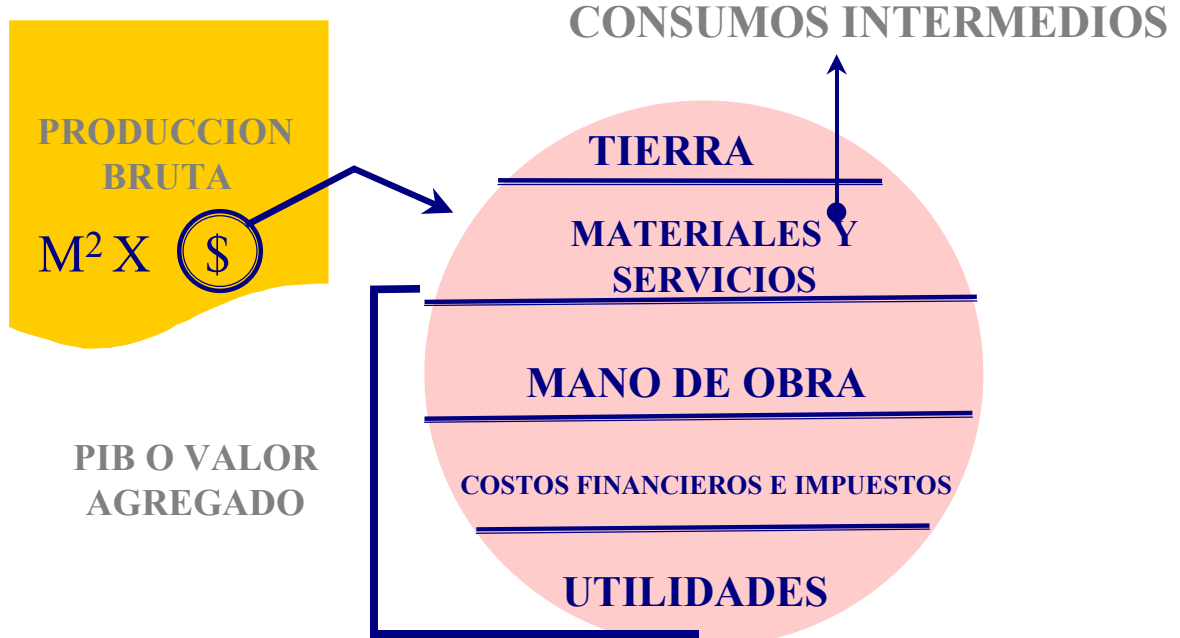 CONSUMOS INTERMEDIOS
PRODUCCION
BRUTA
M² X $
TIERRA
MATERIALES Y
SERVICIOS
MANO DE OBRA
PIB O VALOR
AGREGADO
COSTOS FINANCIEROS E IMPUESTOS
UTILIDADES